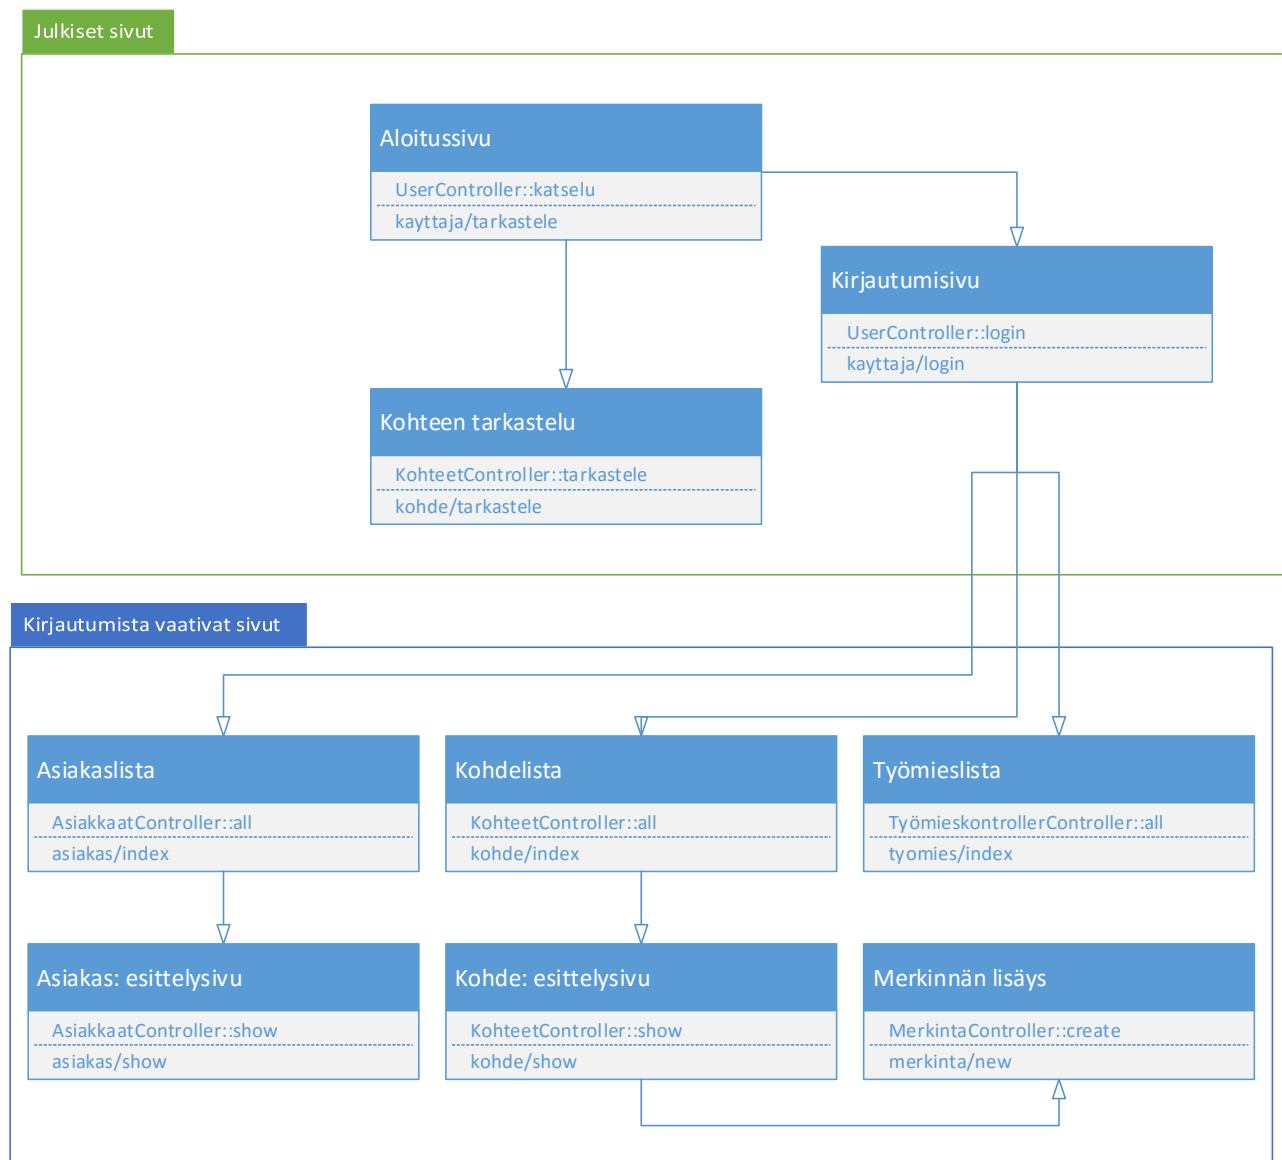 Julkiset sivut
Aloitussivu
UserController::katselu
kayttaja/tarkastele
Kirjautumisivu
UserController::login
kayttaja/login
Kohteen tarkastelu
KohteetController::tarkastele
kohde/tarkastele
Kirjautumista vaativat sivut
Asiakaslista
AsiakkaatController::all
asiakas/index
Kohdelista
KohteetController::all
kohde/index
Työmieslista
TyömieskontrollerController::all
tyomies/index
Asiakas: esittelysivu
AsiakkaatController::show
asiakas/show
Kohde: esittelysivu
KohteetController::show
kohde/show
Merkinnän lisäys
MerkintaController::create
merkinta/new